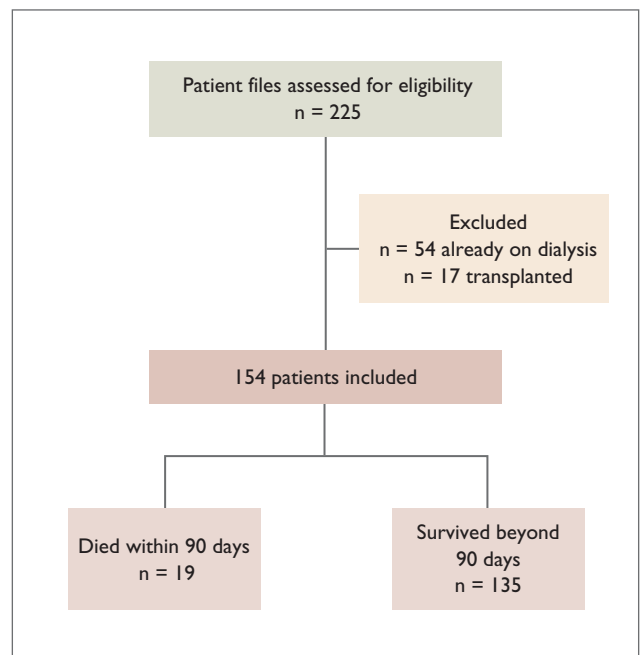 Patient files assessed for eligibility
n = 225
Excluded
n = 54 already on dialysis
n = 17 transplanted
154 patients included
Died within 90 days
n = 19
Survived beyond
90 days
n = 135